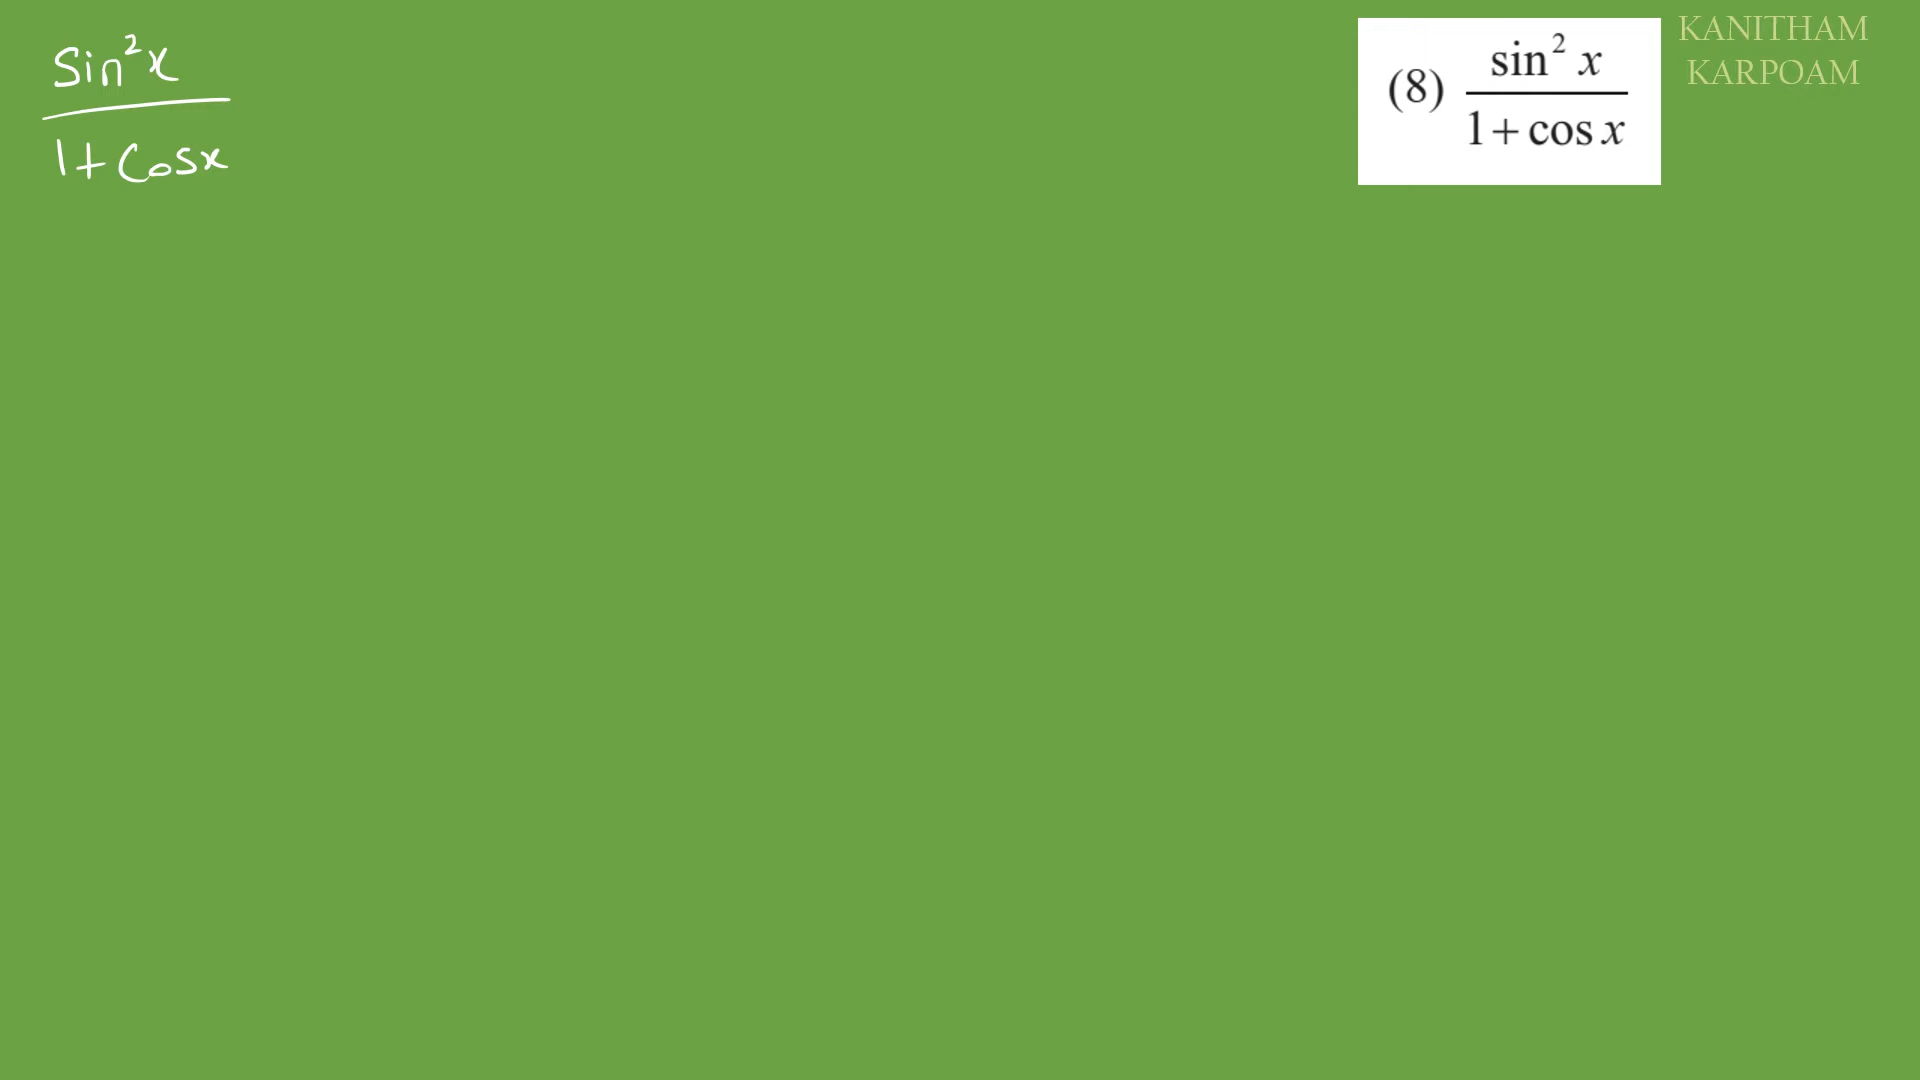 sin²x
1+cosx
(8) sin² x
1+cos x
KANITHAM
KARPOAM